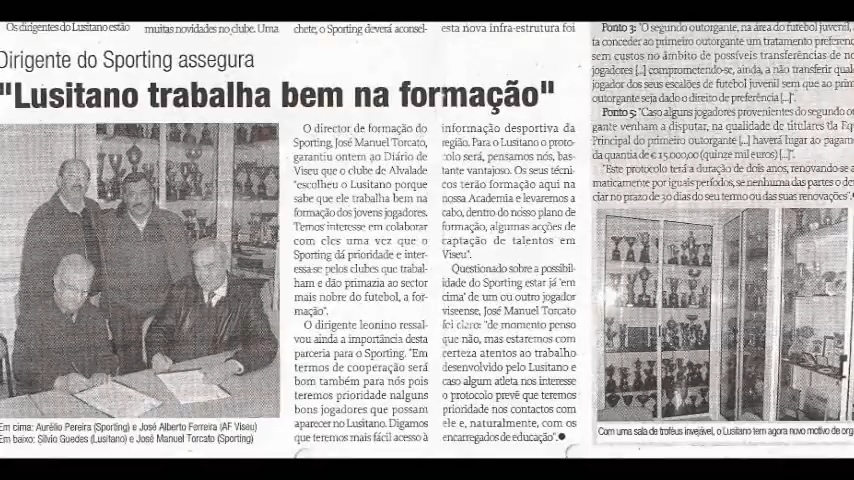 Os dirigentes do Lusitano estão
muitas novidades no clube. Uma
chete, o Sporting deverá aconsel-
esta nova infra-estrutura foi
Dirigente do Sporting assegura
"Lusitano trabalha bem na formação"
Em cima: Aurélio Pereira (Sporting) e José Alberto Ferreira (AF Viseu)
Em baixo: Silvio Guedes (Lusitano) e José Manuel Torcato (Sporting)
O director de formação do
Sporting, José Manuel Torcato,
garantiu ontem ao Diário de
Viseu que o clube de Alvalade
"escolheu o Lusitano porque
sabe que ele trabalha bem na
formação dos jovens jogadores.
Temos interesse em colaborar
com eles uma vez que o
Sporting dá prioridade e interes-
sa-se pelos clubes que trabal-
ham e dão primazia ao sector
mais nobre do futebol, a for-
mação".
O dirigente leonino ressal-
vou ainda a importância desta
parceria para o Sporting. "Em
termos de cooperação será
bom também para nós pois
teremos prioridade nalguns
bons jogadores que possam
aparecer no Lusitano. Digamos
que teremos mais fácil acesso à
informação desportiva da
região. Para o Lusitano o proto-
colo será, pensamos nós, bas-
tante vantajoso. Os seus técni-
cos terão formação aqui na
nossa Academia e levaremos a
cabo, dentro do nosso plano de
formação, algumas acções de
captação de talentos em
Viseu".
Questionado sobre a possibili-
dade do Sporting estar já 'em
cima' de um ou outro jogador
viseense, José Manuel Torcato
foi claro: "de momento penso
que não, mas estaremos com
certeza atentos ao trabalho
desenvolvido pelo Lusitano e
caso algum atleta nos interesse
o protocolo prevê que teremos
prioridade nos contactos com
ele e, naturalmente, com os
encarregados de educação".●
Ponto 3: "O segundo outorgante, na área do futebol juvenil,
ta conceder ao primeiro outorgante um tratamento preferenc
sem custos no âmbito de possíveis transferências de no
jogadores [...] comprometendo-se, ainda, a não transferir qual
jogador dos seus escalões de futebol juvenil sem que ao prim
outorgante seja dado o direito de preferência [...]".
Ponto 5: "Caso alguns jogadores provenientes do segundo ou
gante venham a disputar, na qualidade de titulares da Equ
Principal do primeiro outorgante [...] haverá lugar ao pagam
da quantia de € 15.000,00 (quinze mil euros) [...]".
"Este protocolo terá a duração de dois anos, renovando-se a
maticamente por iguais períodos, se nenhuma das partes o de
ciar no prazo de 30 dias do seu termo ou das suas renovações".
Com uma sala de troféus invejável, o Lusitano tem agora novo motivo de org